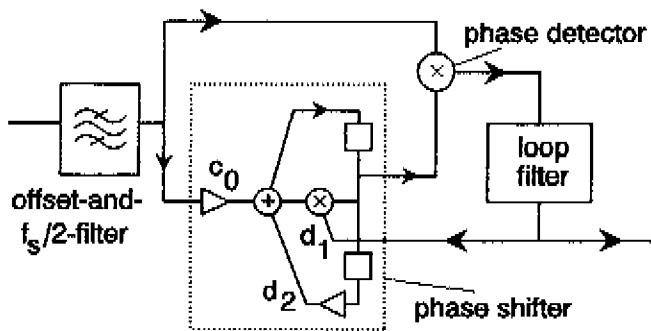 phase detector
c0
loop
filter
offset-and-
fs/2-filter
d1
d2
phase shifter